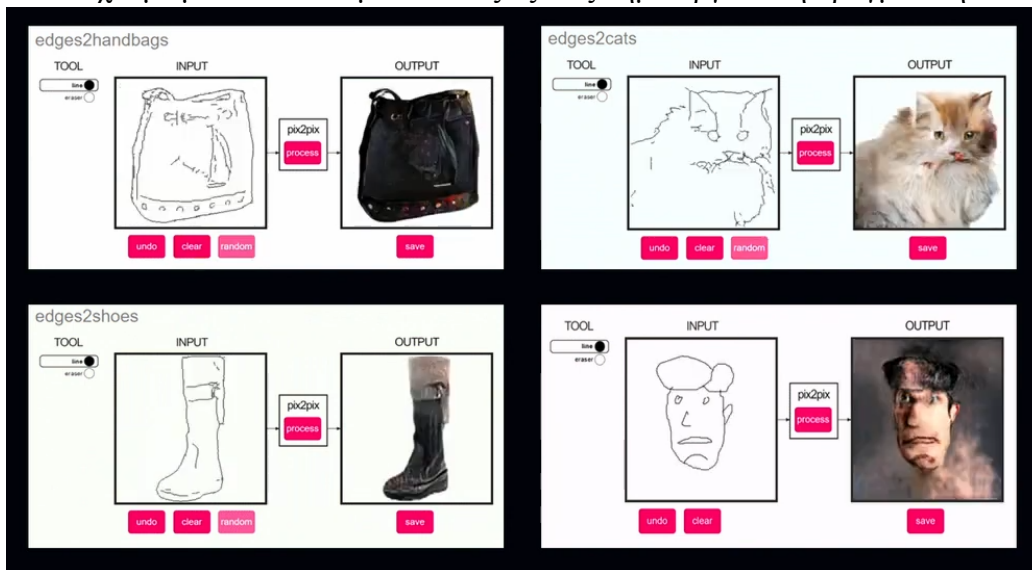 edges2handbags
TOOL
INPUT
OUTPUT
line
eraser
pix2pix
process
undo
clear
random
save
edges2cats
TOOL
INPUT
OUTPUT
line
eraser
pix2pix
process
undo
clear
random
save
edges2shoes
TOOL
INPUT
OUTPUT
line
eraser
pix2pix
process
undo
clear
random
save
TOOL
INPUT
OUTPUT
line
eraser
pix2pix
process
undo
clear
save